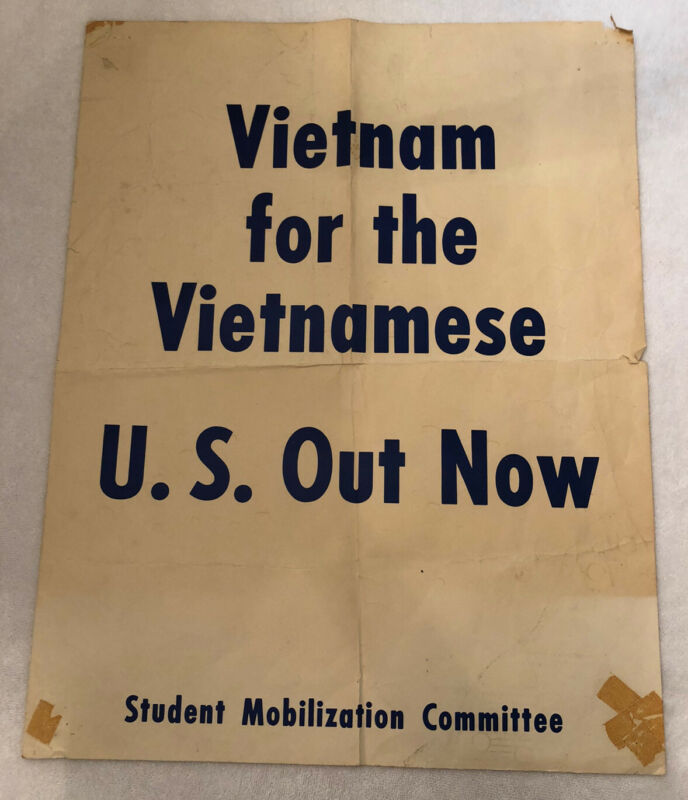 Vietnam
for the
Vietnamese
U. S. Out Now
Student Mobilization Committee